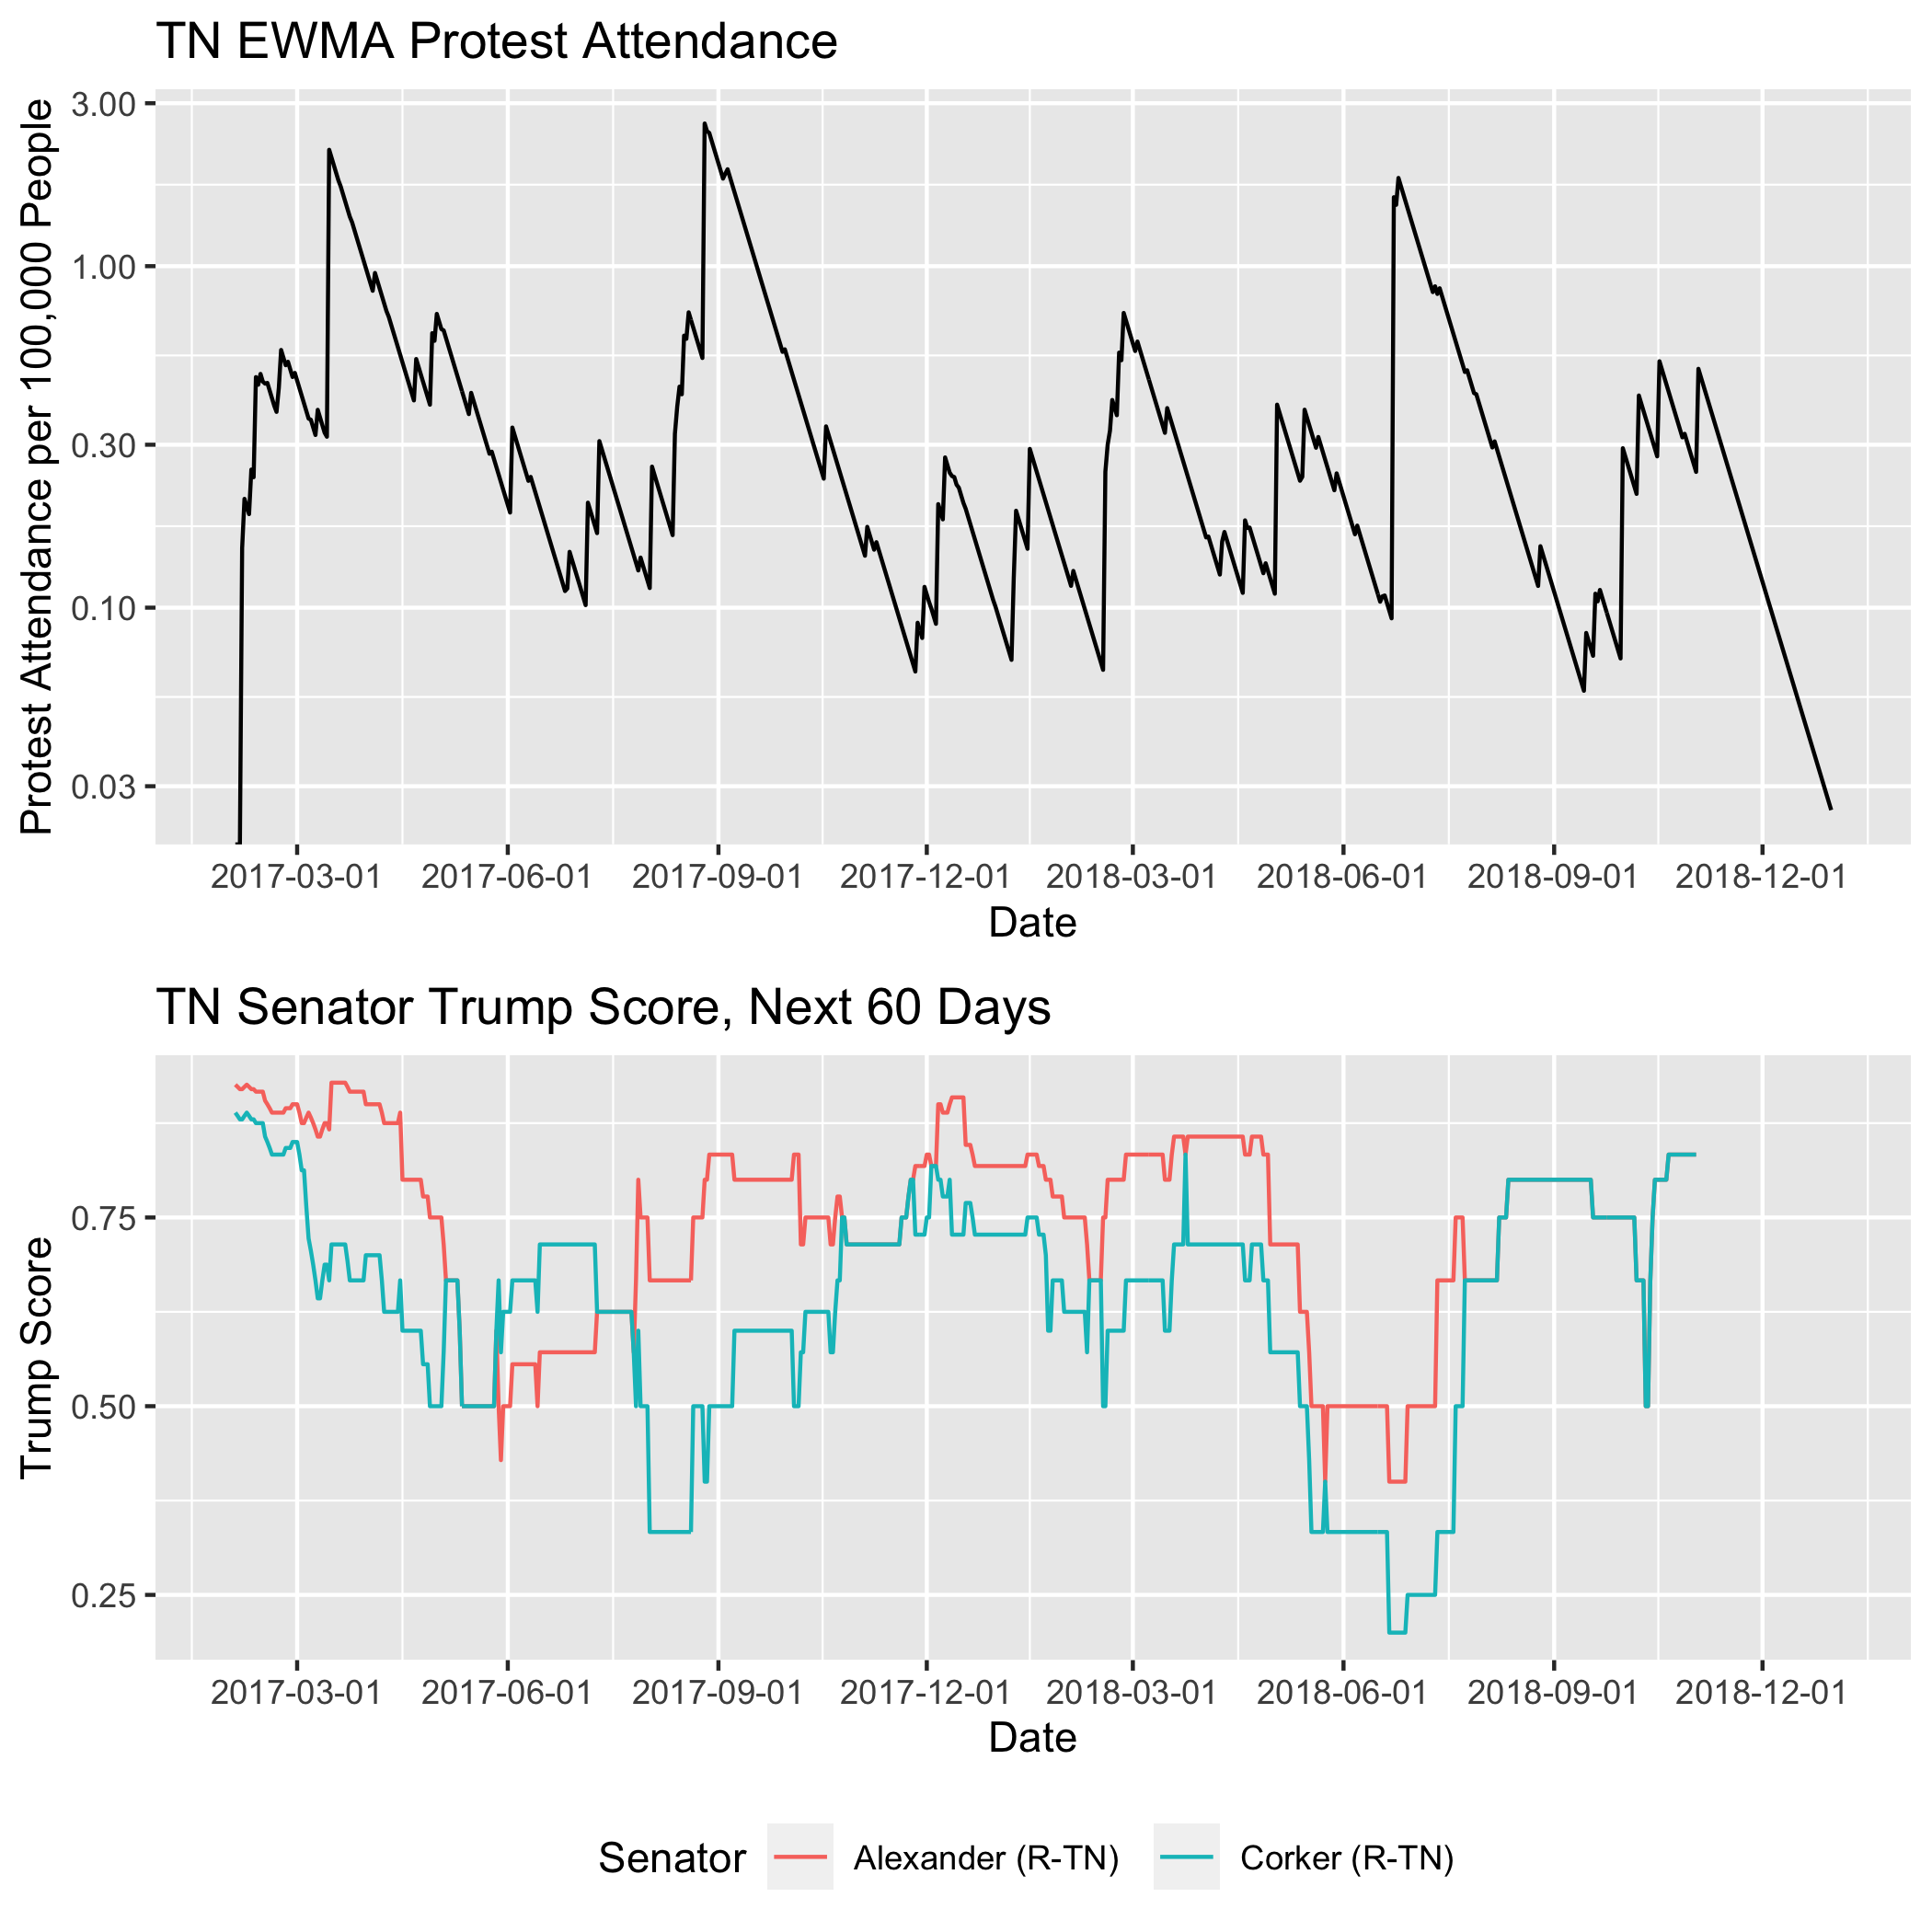 TN EWMA Protest Attendance
Protest Attendance per 100,000 People
3.00
1.00
0.30
0.10
0.03
2017-03-01 2017-06-01 2017-09-01 2017-12-01 2018-03-01 2018-06-01 2018-09-01 2018-12-01
Date
TN Senator Trump Score, Next 60 Days
Trump Score
0.75
0.50
0.25
2017-03-01 2017-06-01 2017-09-01 2017-12-01 2018-03-01 2018-06-01 2018-09-01 2018-12-01
Date
Senator Alexander (R-TN) Corker (R-TN)